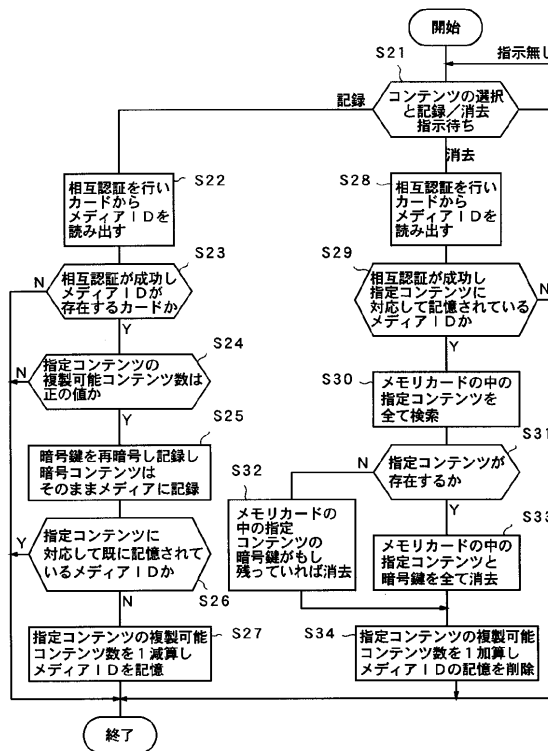 開始
S21
指示無し
コンテンツの選択
と記録／消去
指示待ち
記録
消去
S22
相互認証を行い
カードから
メディアＩＤを
読み出す
S23
N
相互認証が成功し
メディアＩＤが
存在するカードか
Y
S24
N
指定コンテンツの
複製可能コンテンツ数は
正の値か
Y
S25
暗号鍵を再暗号し記録し
暗号コンテンツは
そのままメディアに記録
Y
指定コンテンツに
対応して既に記憶されて
いるメディアＩＤか
S26
N
S27
指定コンテンツの複製可能
コンテンツ数を１減算し
メディアＩＤを記憶
終了
S28
相互認証を行い
カードから
メディアＩＤを
読み出す
S29
相互認証が成功し
指定コンテンツに
対応して記憶されている
メディアＩＤか
N
Y
S30
メモリカードの中の
指定コンテンツを
全て検索
S31
N
指定コンテンツが
存在するか
Y
S32
メモリカードの
中の指定
コンテンツの
暗号鍵がもし
残っていれば消去
S33
メモリカードの中の
指定コンテンツと
暗号鍵を全て消去
S34
指定コンテンツの複製可能
コンテンツ数を１加算し
メディアＩＤの記憶を削除